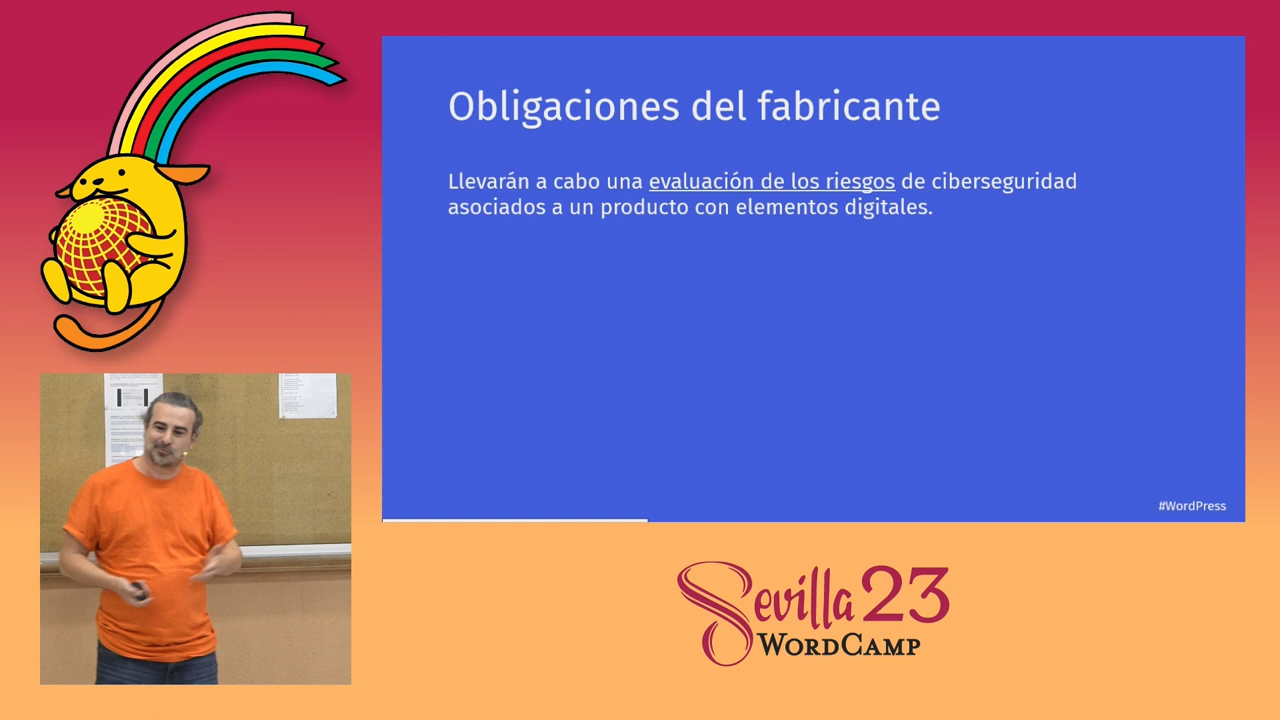 Obligaciones del fabricante
Llevarán a cabo una evaluación de los riesgos de ciberseguridad
asociados a un producto con elementos digitales.
#WordPress
Sevilla 23
WORDCAMP